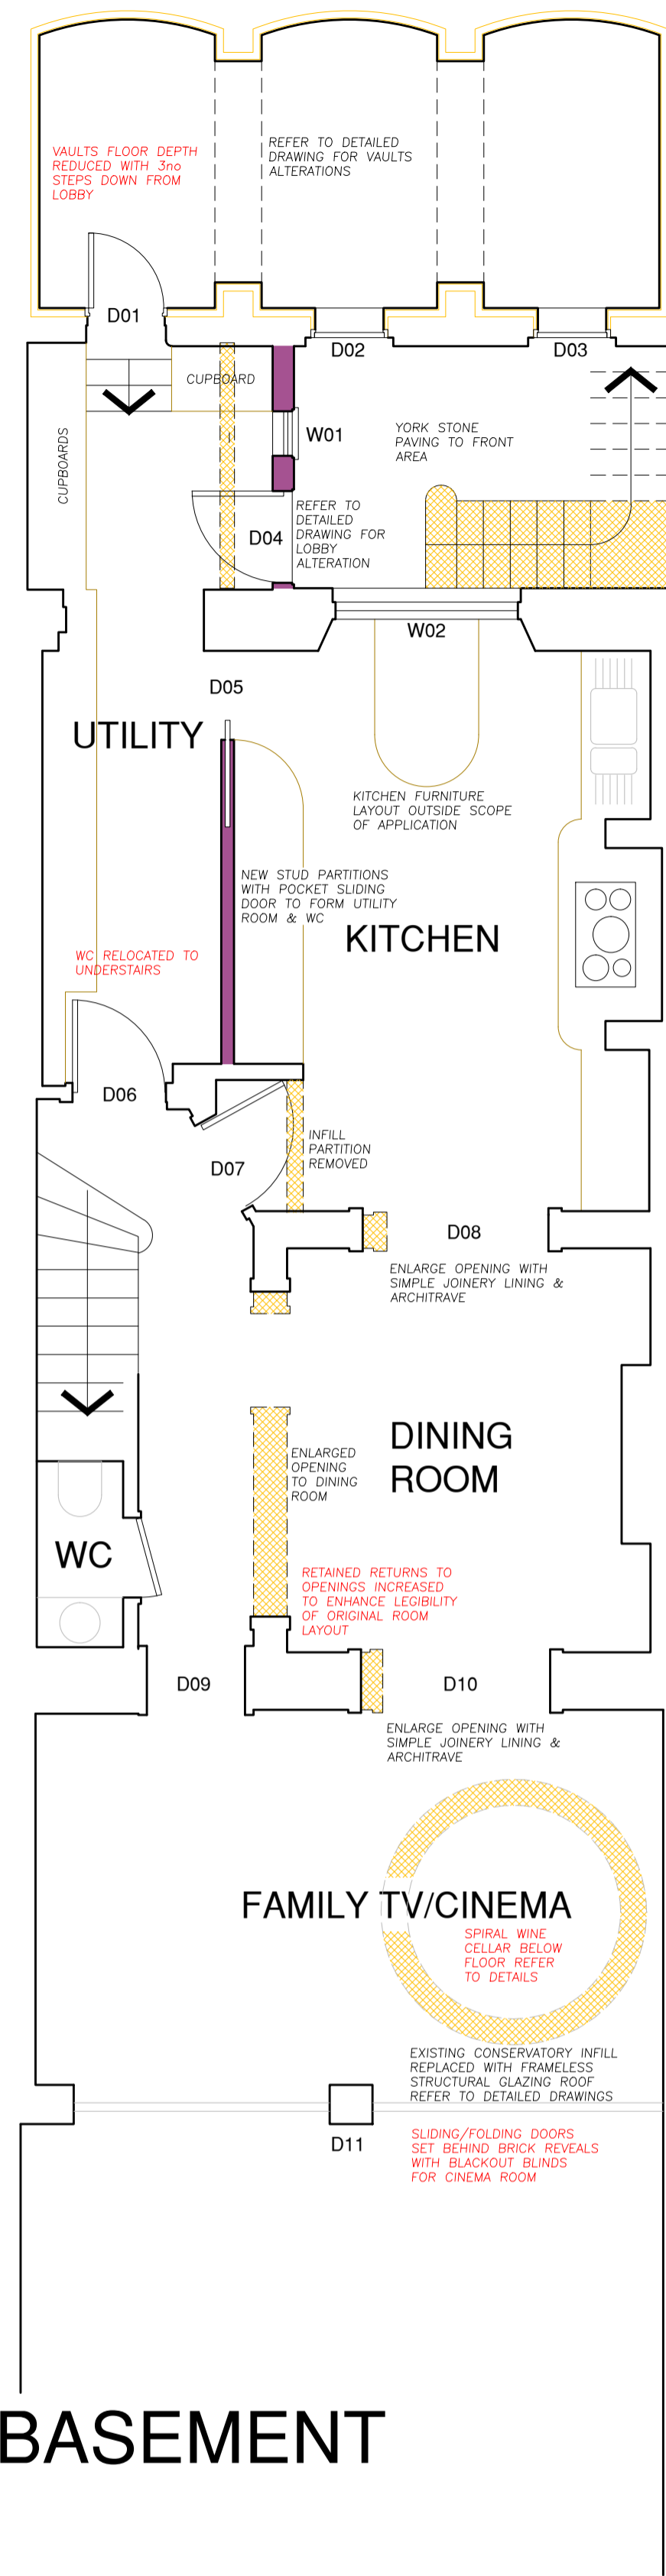 VAULTS FLOOR DEPTH
REDUCED WITH 3no
STEPS DOWN FROM
LOBBY
REFER TO DETAILED
DRAWING FOR VAULTS
ALTERATIONS
D01
D02
D03
CUPBOARD
CUPBOARDS
W01
YORK STONE
PAVING TO FRONT
AREA
REFER TO
DETAILED
DRAWING FOR
LOBBY
ALTERATION
D04
W02
D05
UTILITY
KITCHEN FURNITURE
LAYOUT OUTSIDE SCOPE
OF APPLICATION
NEW STUD PARTITIONS
WITH POCKET SLIDING
DOOR TO FORM UTILITY
ROOM & WC
KITCHEN
WC RELOCATED TO
UNDERSTAIRS
D06
INFILL
PARTITION
REMOVED
D07
D08
ENLARGE OPENING WITH
SIMPLE JOINERY LINING &
ARCHITRAVE
DINING
ROOM
ENLARGED
OPENING
TO DINING
ROOM
WC
RETAINED RETURNS TO
OPENINGS INCREASED
TO ENHANCE LEGIBILITY
OF ORIGINAL ROOM
LAYOUT
D09
D10
ENLARGE OPENING WITH
SIMPLE JOINERY LINING &
ARCHITRAVE
FAMILY TV/CINEMA
SPIRAL WINE
CELLAR BELOW
FLOOR REFER
TO DETAILS
EXISTING CONSERVATORY INFILL
REPLACED WITH FRAMELESS
STRUCTURAL GLAZING ROOF
REFER TO DETAILED DRAWINGS
D11
SLIDING/FOLDING DOORS
SET BEHIND BRICK REVEALS
WITH BLACKOUT BLINDS
FOR CINEMA ROOM
BASEMENT